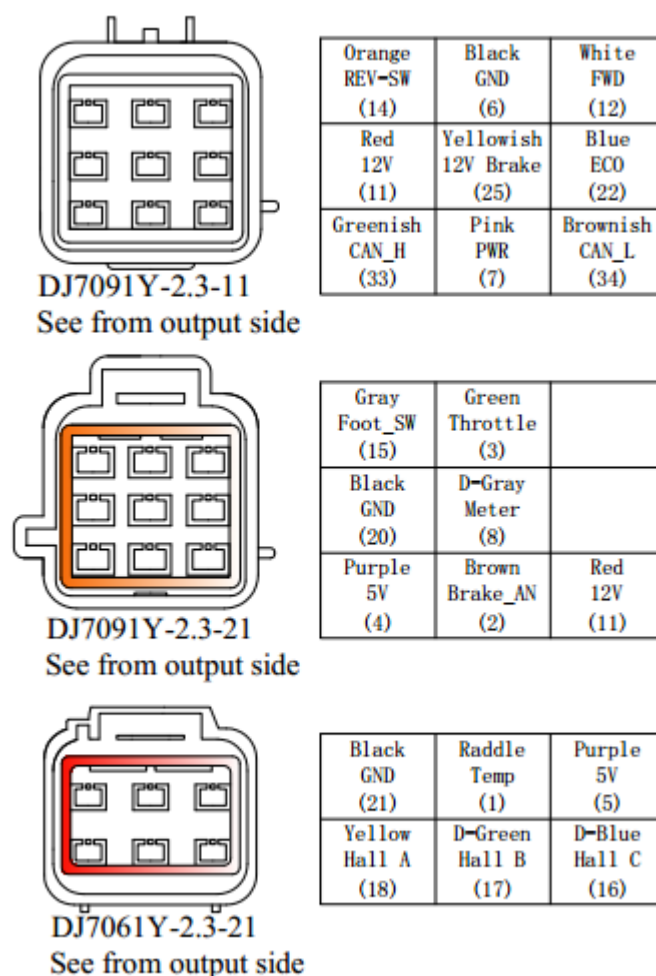 Orange Black White
REV-SW GND FWD
(14) (6) (12)
Red Yellowish Blue
12V 12V Brake ECO
(11) (25) (22)
Greenish Pink Brownish
CAN_H PWR CAN_L
(33) (7) (34)
DJ7091Y-2.3-11
See from output side
Gray Green
Foot_SW Throttle
(15) (3)
Black D-Gray
GND Meter
(20) (8)
Purple Brown Red
5V Brake_AN 12V
(4) (2) (11)
DJ7091Y-2.3-21
See from output side
Black Raddle Purple
GND Temp 5V
(21) (1) (5)
Yellow D-Green D-Blue
Hall A Hall B Hall C
(18) (17) (16)
DJ7061Y-2.3-21
See from output side